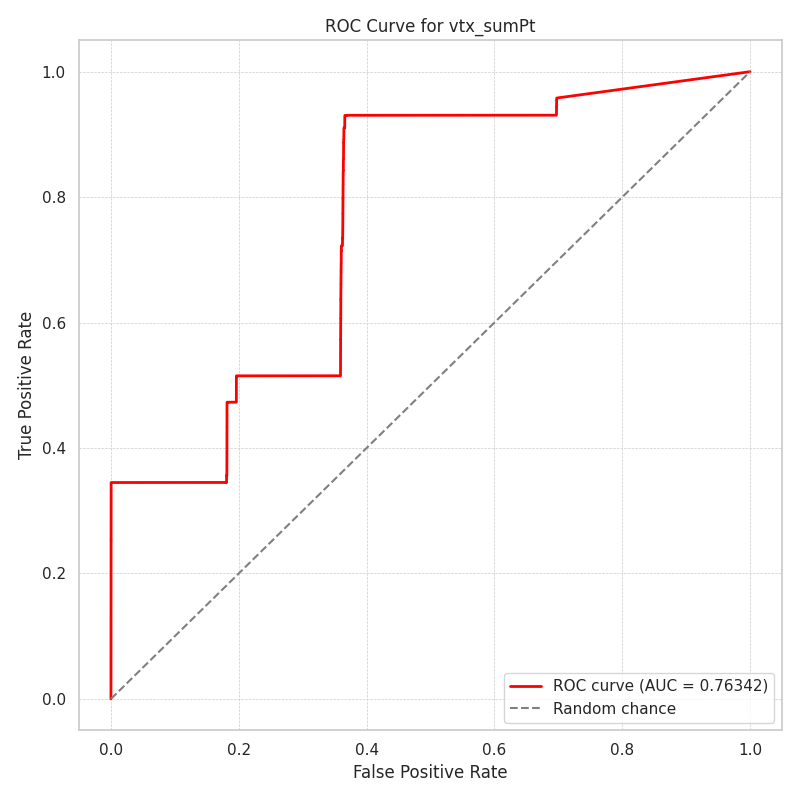 ROC Curve for vtx_sumPt
1.0
0.8
0.6
0.4
0.2
0.0
True Positive Rate
0.0 0.2 0.4 0.6 0.8 1.0
False Positive Rate
ROC curve (AUC = 0.76342)
Random chance